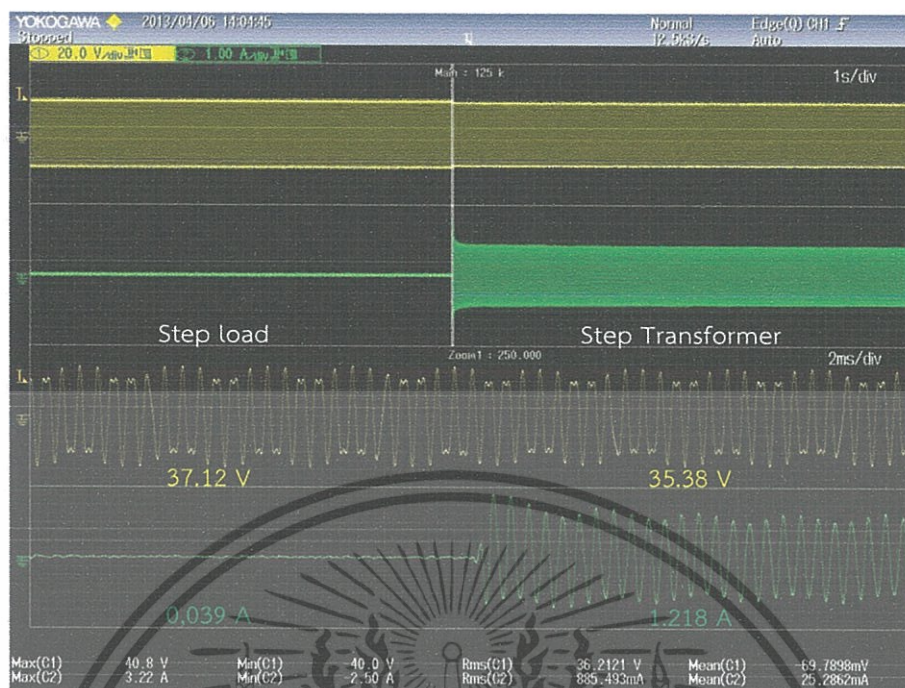 YOKOGAWA 2013/04/06 14:04:45 Normal Edge(Q) CH1
Stopped 12.5kS/s Auto
1 20.0 V/div 2 1.00 A/div
Main : 125 k 1s/div
Step load Step Transformer
Zoom1 : 250.000 2ms/div
37.12 V 35.38 V
0.039 A 1.218 A
Max(C1) 40.8 V Min(C1) 40.0 V Rms(C1) 36.2121 V Mean(C1) -69.7898mV
Max(C2) 3.22 A Min(C2) -2.50 A Rms(C2) 885.493mA Mean(C2) 25.2862mA